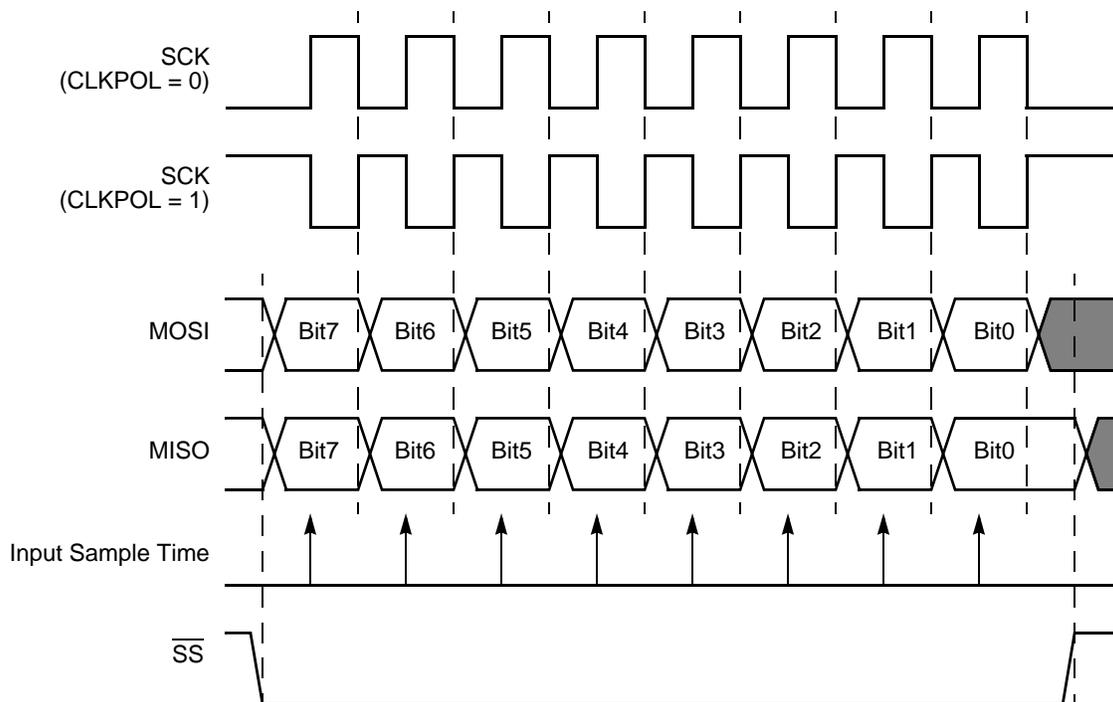 SCK
(CLKPOL = 0)
SCK
(CLKPOL = 1)
MOSI
Bit7 Bit6 Bit5 Bit4 Bit3 Bit2 Bit1 Bit0
MISO
Bit7 Bit6 Bit5 Bit4 Bit3 Bit2 Bit1 Bit0
Input Sample Time
SS